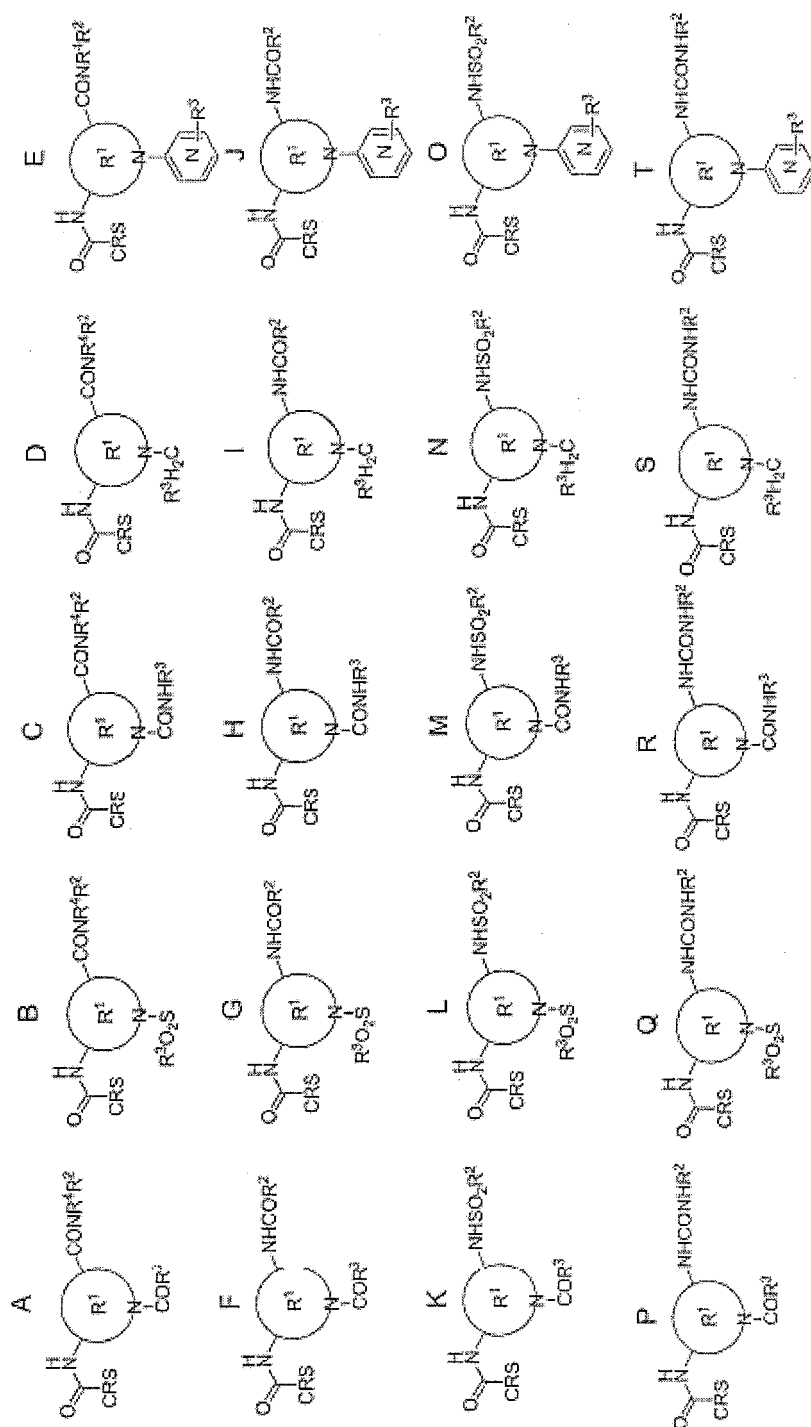 A
CONR⁴R²
H
N
O
CRS
R¹
N
COR³
B
CONR⁴R²
H
N
O
CRS
R¹
N
R³O₂S
C
CONR⁴R²
H
N
O
CRS
N
CONHR³
D
CONR⁴R²
H
N
O
CRS
R¹
N
R³H₂C
E
CONR⁴R²
H
N
O
CRS
R¹
N
N
R³
F
NHCOR²
H
N
O
CRS
R¹
N
COR³
G
NHCOR²
H
N
O
CRS
R¹
N
R³O₂S
H
NHCOR²
H
N
O
CRS
R¹
N
CONHR³
I
NHCOR²
H
N
O
CRS
R¹
N
R³H₂C
J
NHCOR²
H
N
O
CRS
R¹
N
N
R³
K
NHSO₂R²
H
N
O
CRS
R¹
N
COR³
L
NHSO₂R²
H
N
O
CRS
R¹
N
R³O₂S
M
NHSO₂R²
H
N
O
CRS
R¹
N
CONHR³
N
NHSO₂R²
H
N
O
CRS
N
R³H₂C
O
NHSO₂R²
H
N
O
CRS
R¹
N
N
R³
P
NHCONHR²
H
N
O
CRS
R¹
N
COR³
Q
NHCONHR²
H
N
O
CRS
R¹
N
R³O₂S
R
NHCONHR²
H
N
O
CRS
R¹
N
CONHR³
S
NHCONHR²
H
N
O
CRS
R¹
N
R³H₂C
T
NHCONHR²
H
N
O
CRS
R¹
N
N
R³